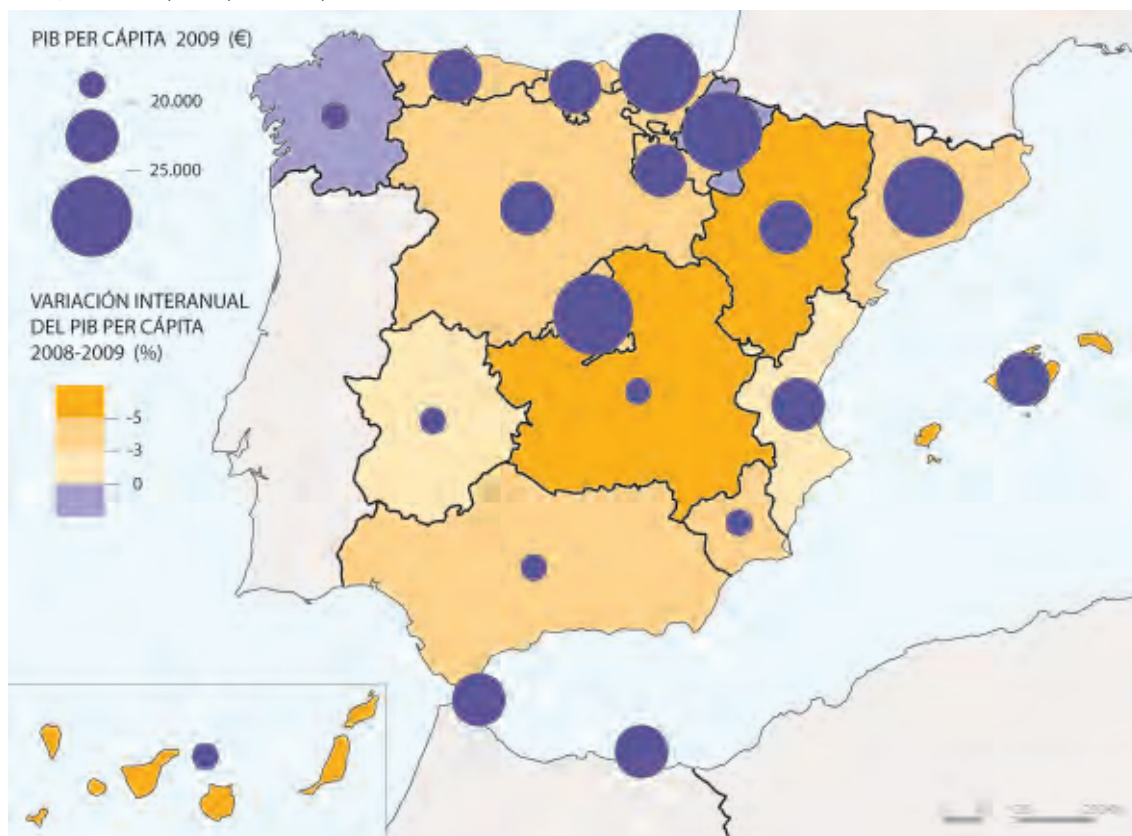 PIB PER CÁPITA 2009 (€)
20.000
25.000
VARIACIÓN INTERANUAL
DEL PIB PER CÁPITA
2008-2009 (%)
-5
-3
0